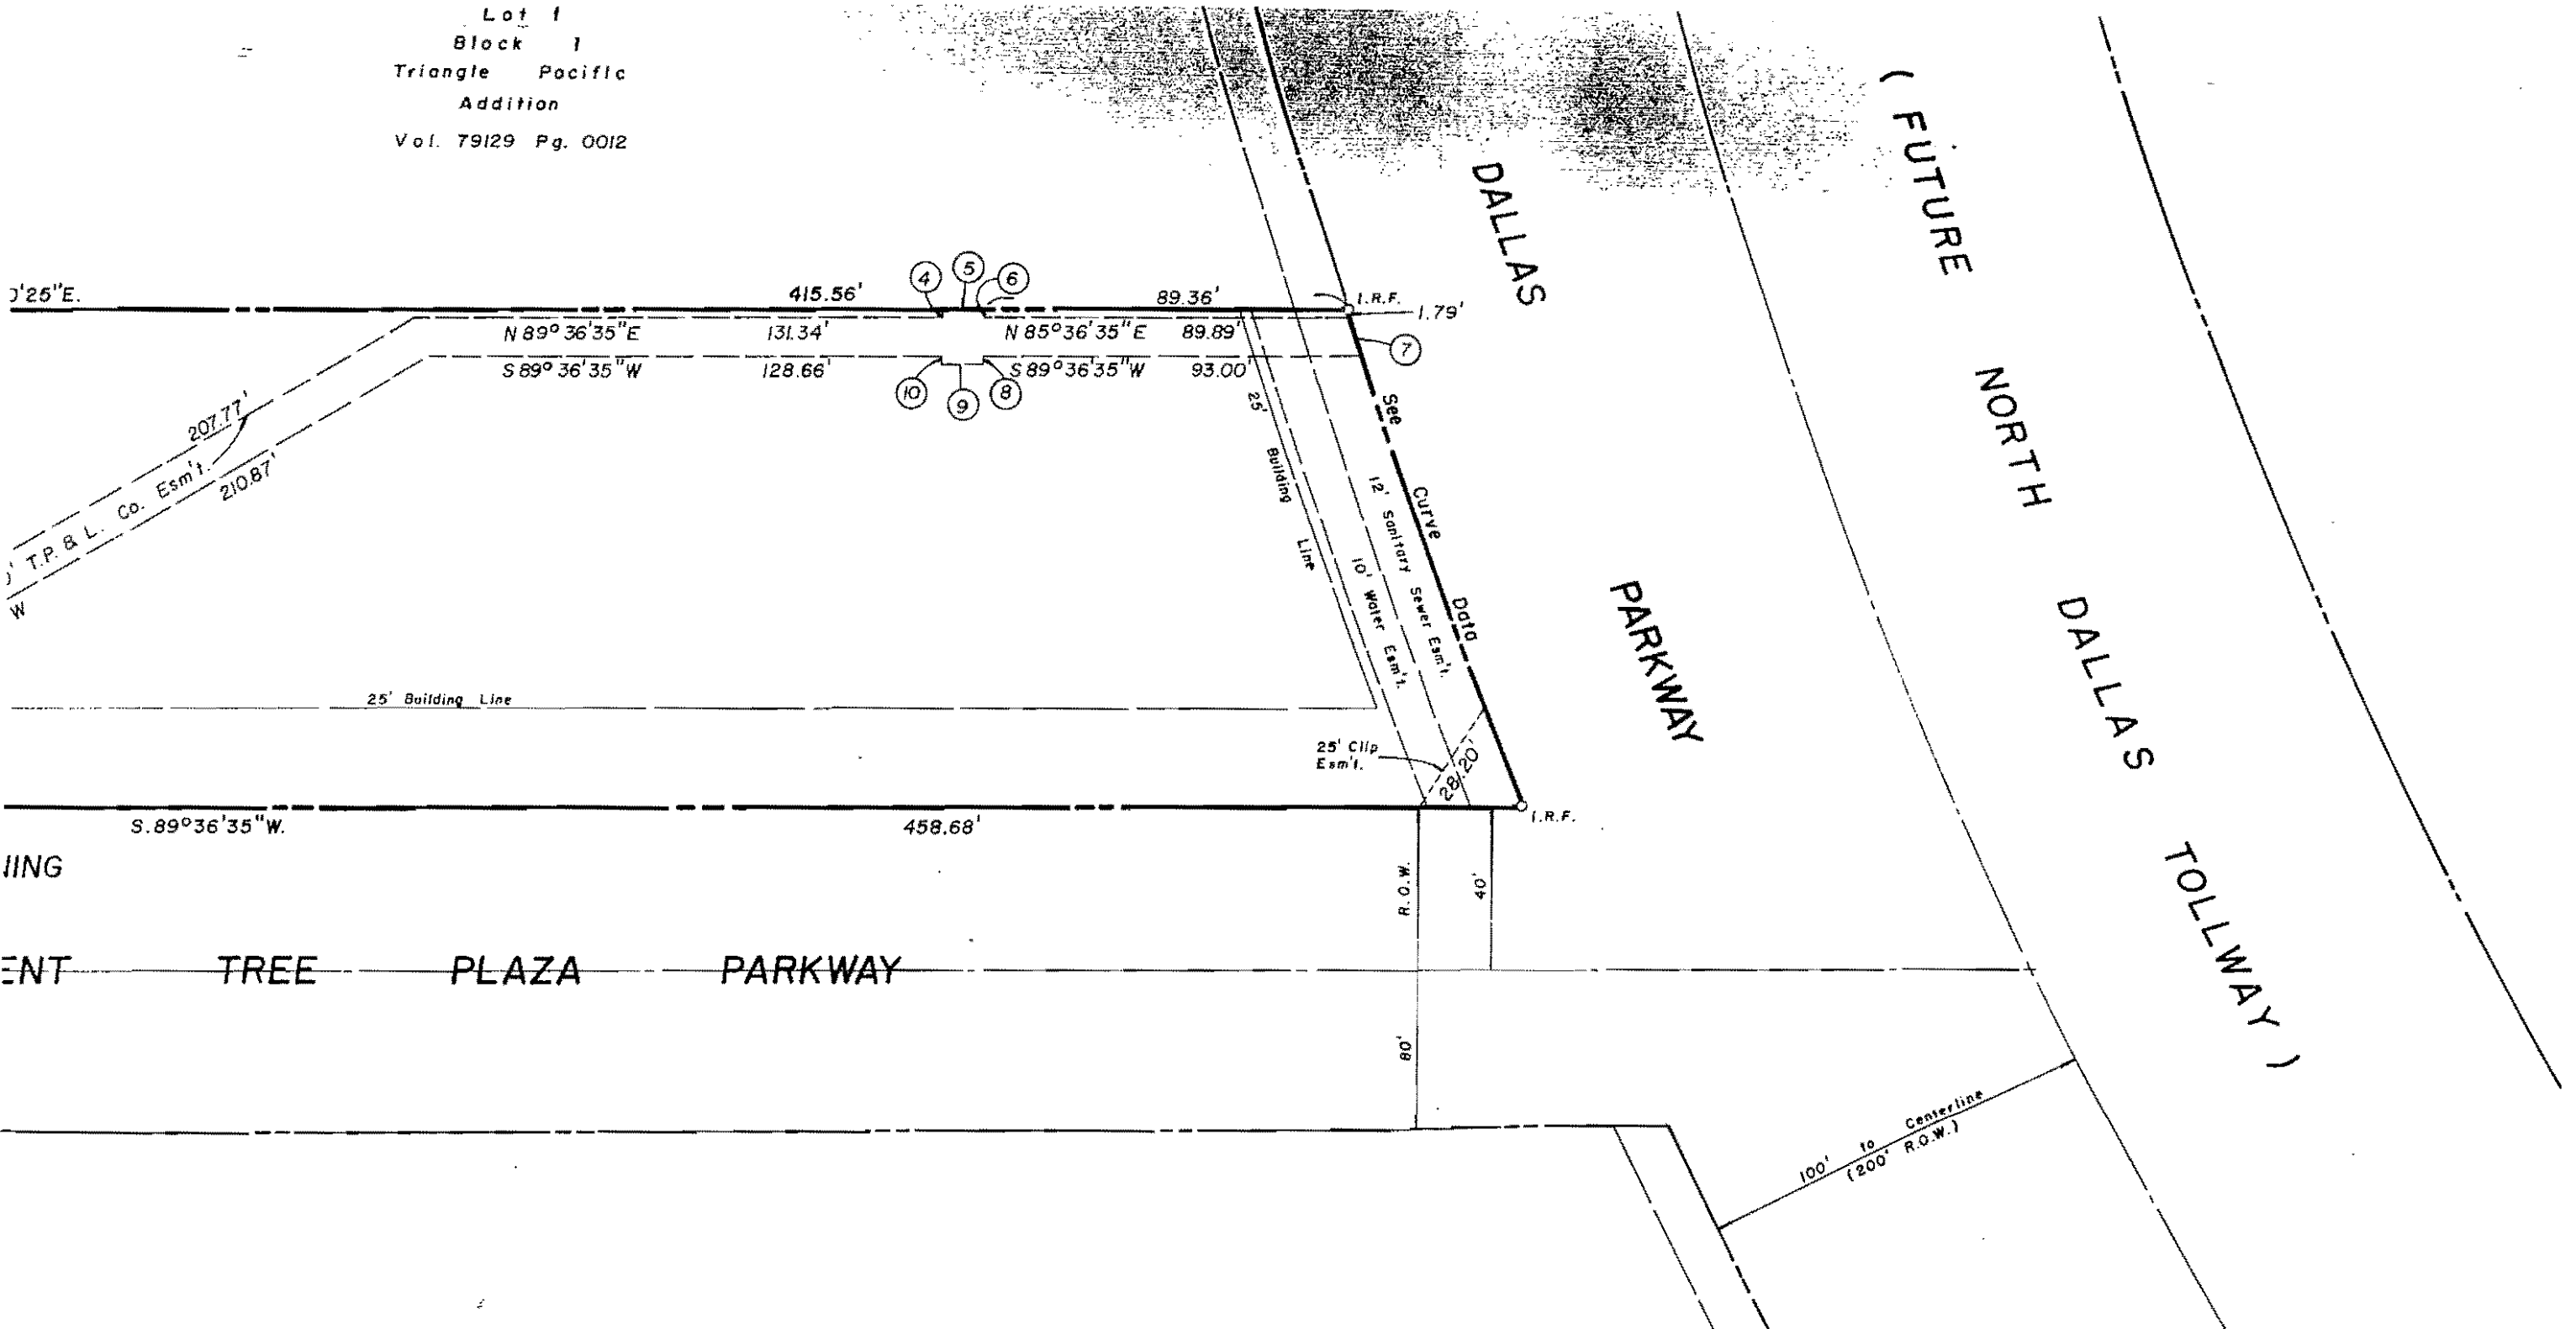 Lot 1
Block 1
Triangle Pacific
Addition
Vol. 79129 Pg. 0012
DALLAS
PARKWAY
( FUTURE
NORTH
DALLAS
TOLLWAY )
0'25"E.
415.56'
4
5
6
89.36'
I.R.F.
1.79'
N 89° 36'35"E 131.34'
N 85° 36'35"E 89.89'
7
S 89° 36'35"W 128.66'
S 89° 36'35"W 93.00'
10
9
8
207.77'
' T.P. & L. Co. Esm't.
210.87'
W
25' Building Line
10' Water Esm't.
12' Sanitary Sewer Esm't.
See Curve Data
25' Building Line
25' Clip
Esm't.
28.20'
I.R.F.
S.89°36'35"W.
458.68'
NING
R.O.W.
40'
ENT TREE PLAZA PARKWAY
80'
100' to Centerline
(200' R.O.W.)